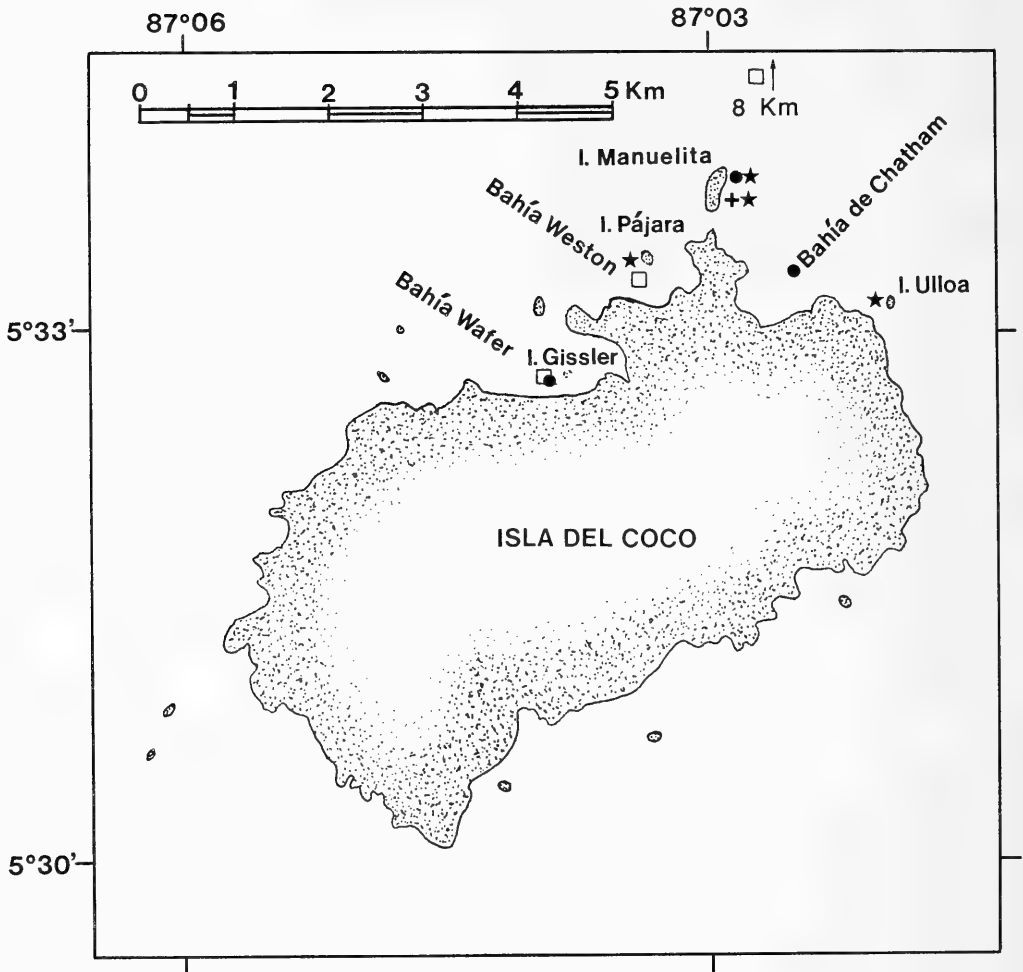 87°06
87°03
0 1 2 3 4 5 Km
8 Km
I. Manuelita
Bahía de Chatham
Bahía Weston
I. Pájara
I. Ulloa
Bahía Wafer
5°33'
I. Gissler
ISLA DEL COCO
5°30'